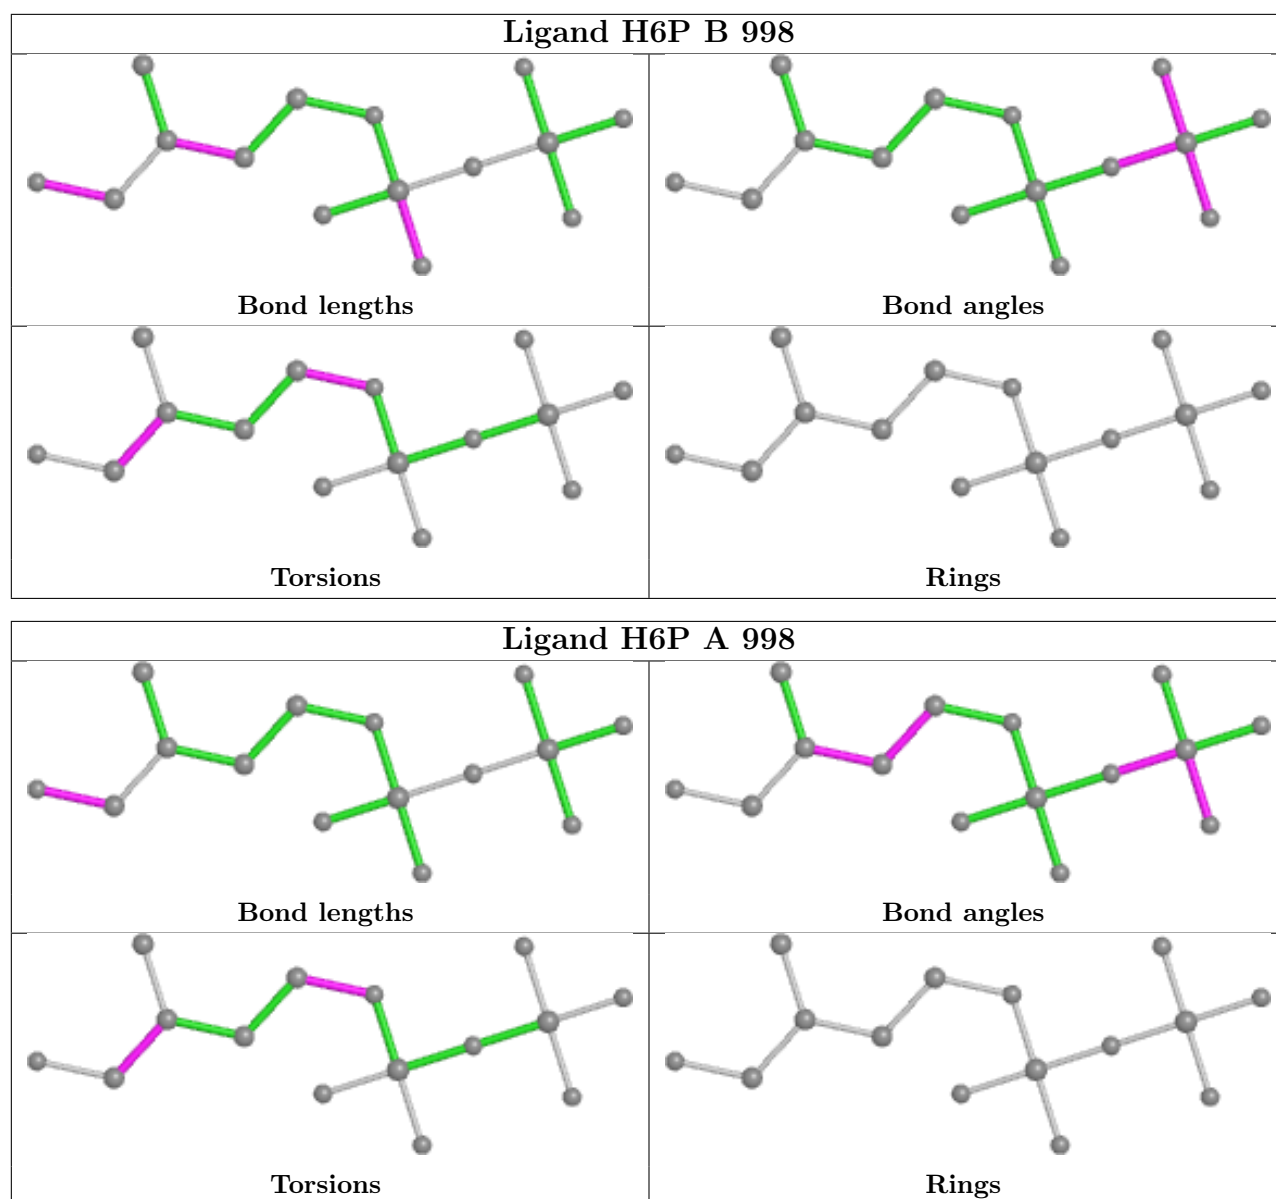 Ligand H6P B 998
Bond lengths
Bond angles
Torsions
Rings
Ligand H6P A 998
Bond lengths
Bond angles
Torsions
Rings